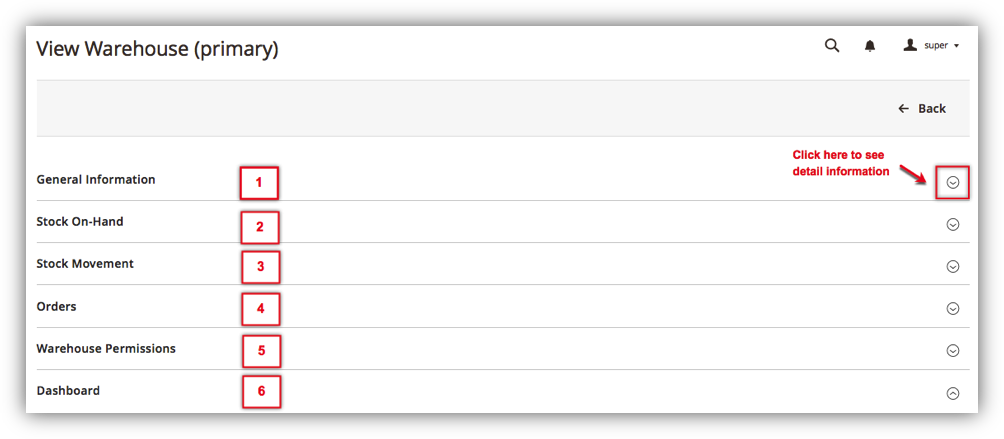 View Warehouse (primary)
super
Back
Click here to see
detail information
General Information 1
Stock On-Hand 2
Stock Movement 3
Orders 4
Warehouse Permissions 5
Dashboard 6